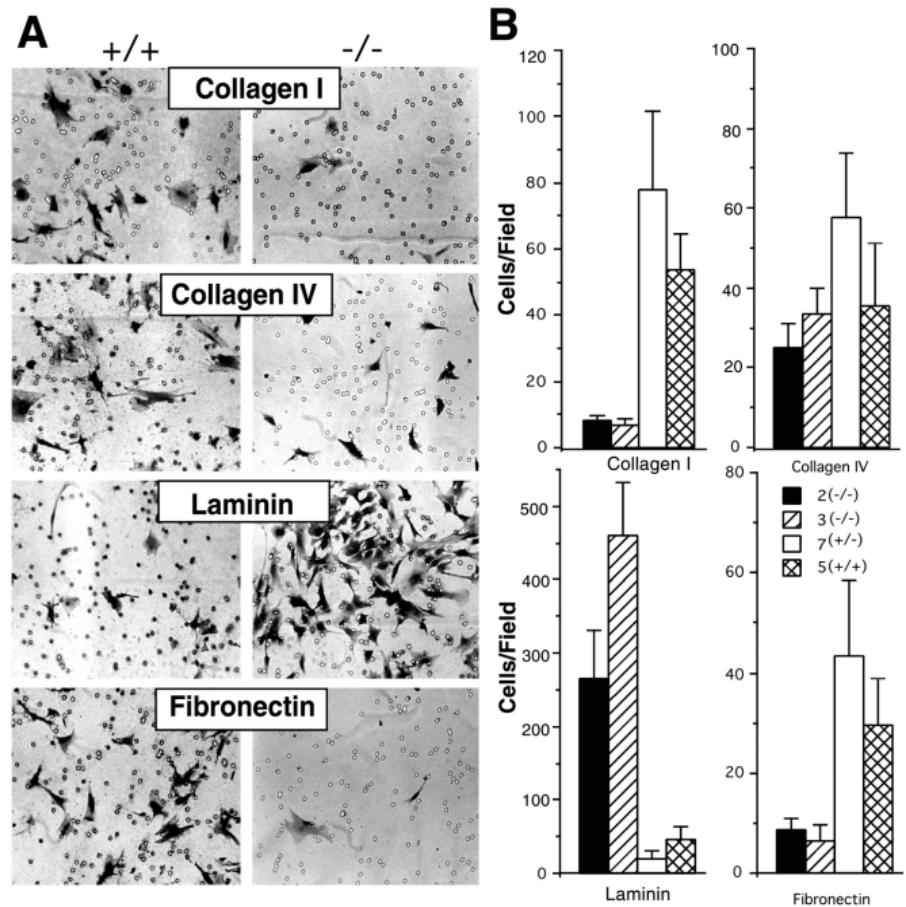 A
+/+
-/-
Collagen I
Collagen IV
Laminin
Fibronectin
B
Cells/Field
120
100
80
60
40
20
0
Collagen I
100
80
60
40
20
0
Collagen IV
Cells/Field
500
400
300
200
100
0
Laminin
80
60
40
20
0
2(-/-)
3(-/-)
7(+/-)
5(+/+)
Fibronectin